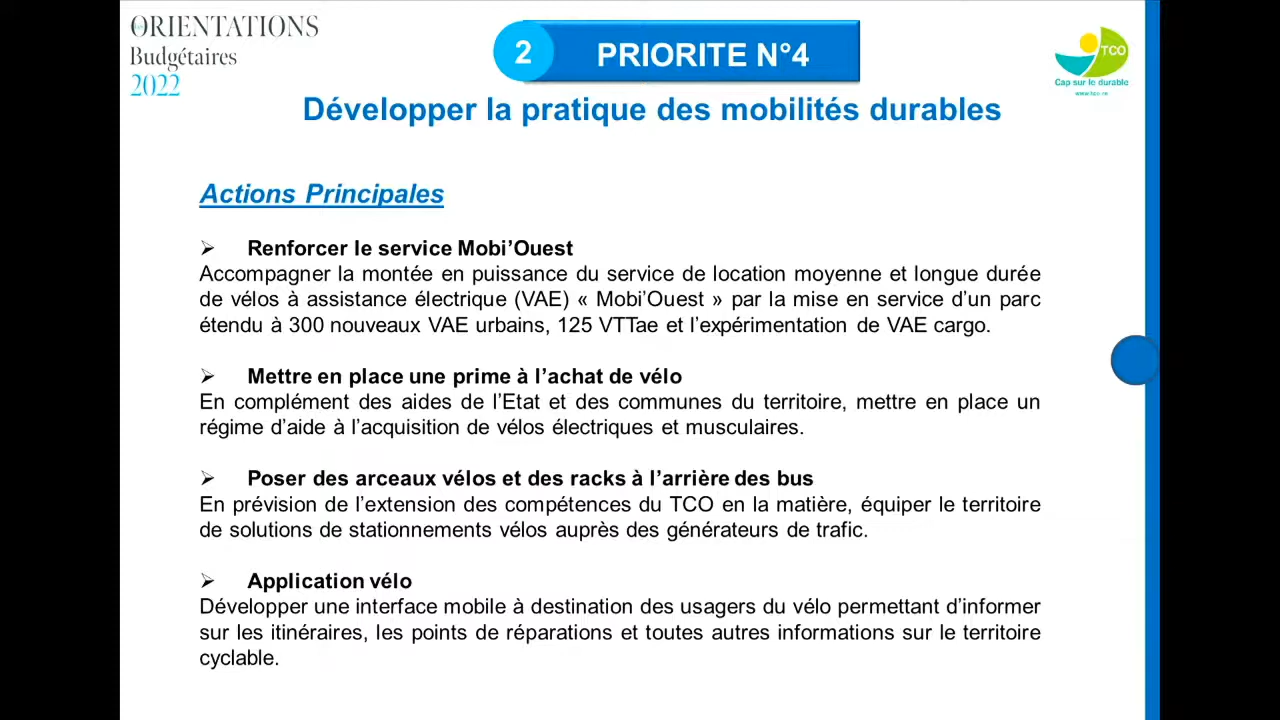 ORIENTATIONS
Budgétaires
2022
2
PRIORITE N°4
TCO
Cap sur le durable
www.tco.re
Développer la pratique des mobilités durables
Actions Principales
➢ Renforcer le service Mobi’Ouest
Accompagner la montée en puissance du service de location moyenne et longue durée
de vélos à assistance électrique (VAE) « Mobi’Ouest » par la mise en service d’un parc
étendu à 300 nouveaux VAE urbains, 125 VTTae et l’expérimentation de VAE cargo.
➢ Mettre en place une prime à l’achat de vélo
En complément des aides de l’Etat et des communes du territoire, mettre en place un
régime d’aide à l’acquisition de vélos électriques et musculaires.
➢ Poser des arceaux vélos et des racks à l’arrière des bus
En prévision de l’extension des compétences du TCO en la matière, équiper le territoire
de solutions de stationnements vélos auprès des générateurs de trafic.
➢ Application vélo
Développer une interface mobile à destination des usagers du vélo permettant d’informer
sur les itinéraires, les points de réparations et toutes autres informations sur le territoire
cyclable.